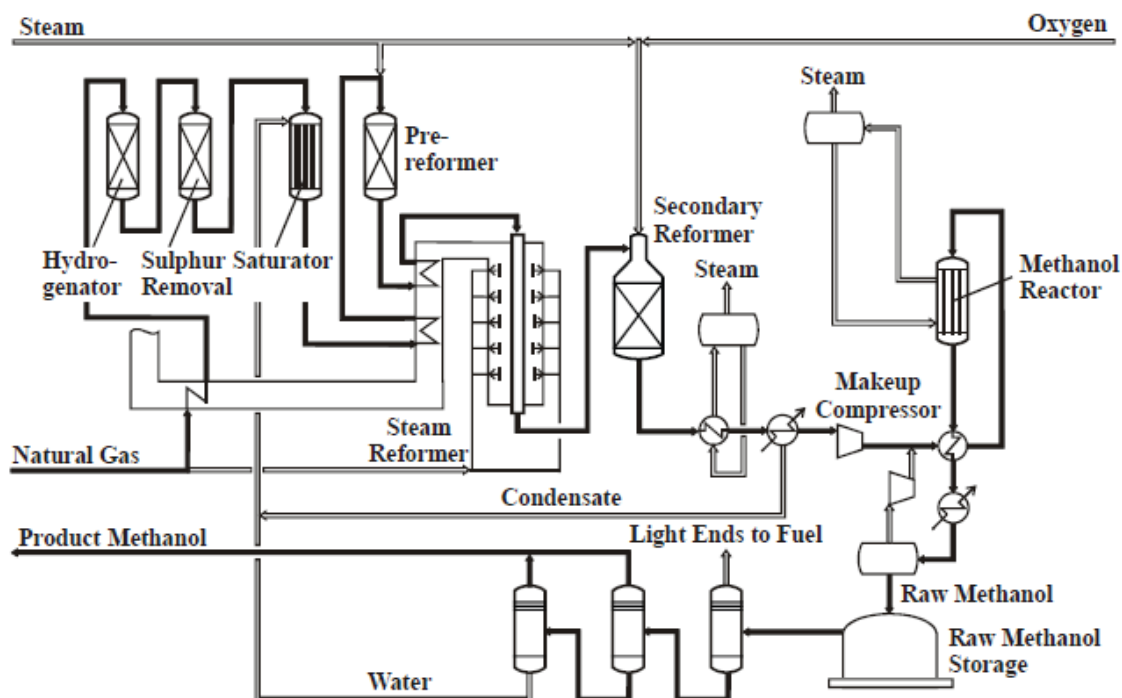 Steam
Oxygen
Steam
Pre-
reformer
Secondary
Reformer
Hydro-
genator
Sulphur
Removal
Saturator
Steam
Methanol
Reactor
Makeup
Compressor
Steam
Reformer
Natural Gas
Condensate
Product Methanol
Light Ends to Fuel
Raw Methanol
Raw Methanol
Storage
Water